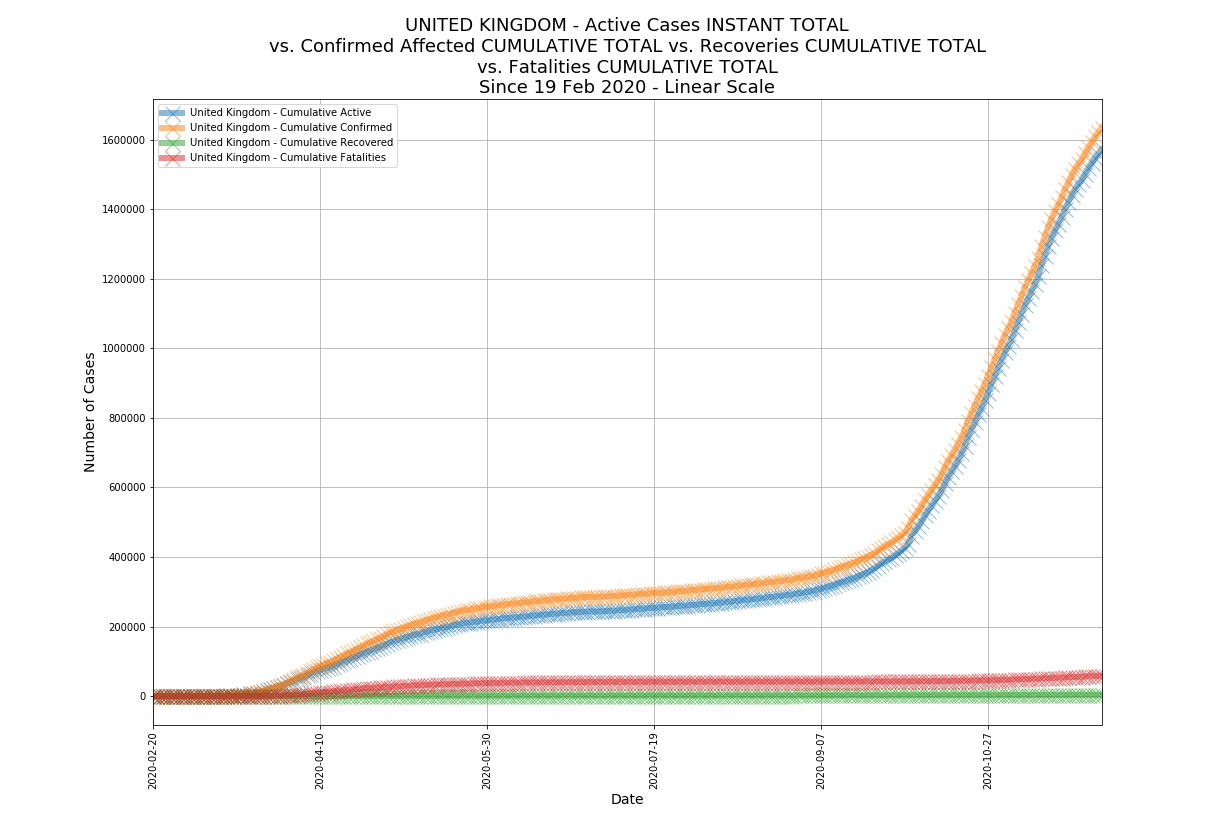 UNITED KINGDOM - Active Cases INSTANT TOTAL
vs. Confirmed Affected CUMULATIVE TOTAL vs. Recoveries CUMULATIVE TOTAL
vs. Fatalities CUMULATIVE TOTAL
Since 19 Feb 2020 - Linear Scale
United Kingdom - Cumulative Active
United Kingdom - Cumulative Confirmed
United Kingdom - Cumulative Recovered
United Kingdom - Cumulative Fatalities
Number of Cases
1600000
1400000
1200000
1000000
800000
600000
400000
200000
0
2020-02-20
2020-04-10
2020-05-30
2020-07-19
2020-09-07
2020-10-27
Date